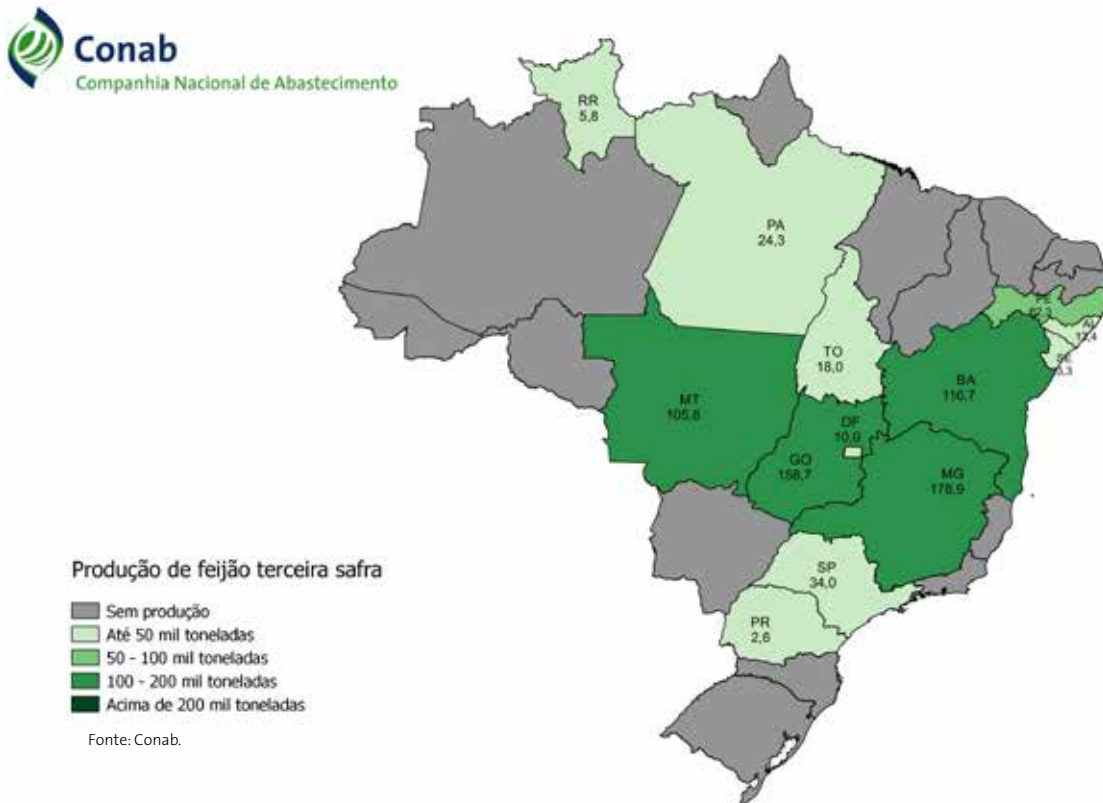 Conab
Companhia Nacional de Abastecimento
RR
5,8
PA
24,3
PE
AL
SE
TO
18,0
BA
116,7
MT
105,8
DF
10,0
GO
158,7
MG
178,9
SP
34,0
PR
2,6
Produção de feijão terceira safra
Sem produção
Até 50 mil toneladas
50 - 100 mil toneladas
100 - 200 mil toneladas
Acima de 200 mil toneladas
Fonte: Conab.